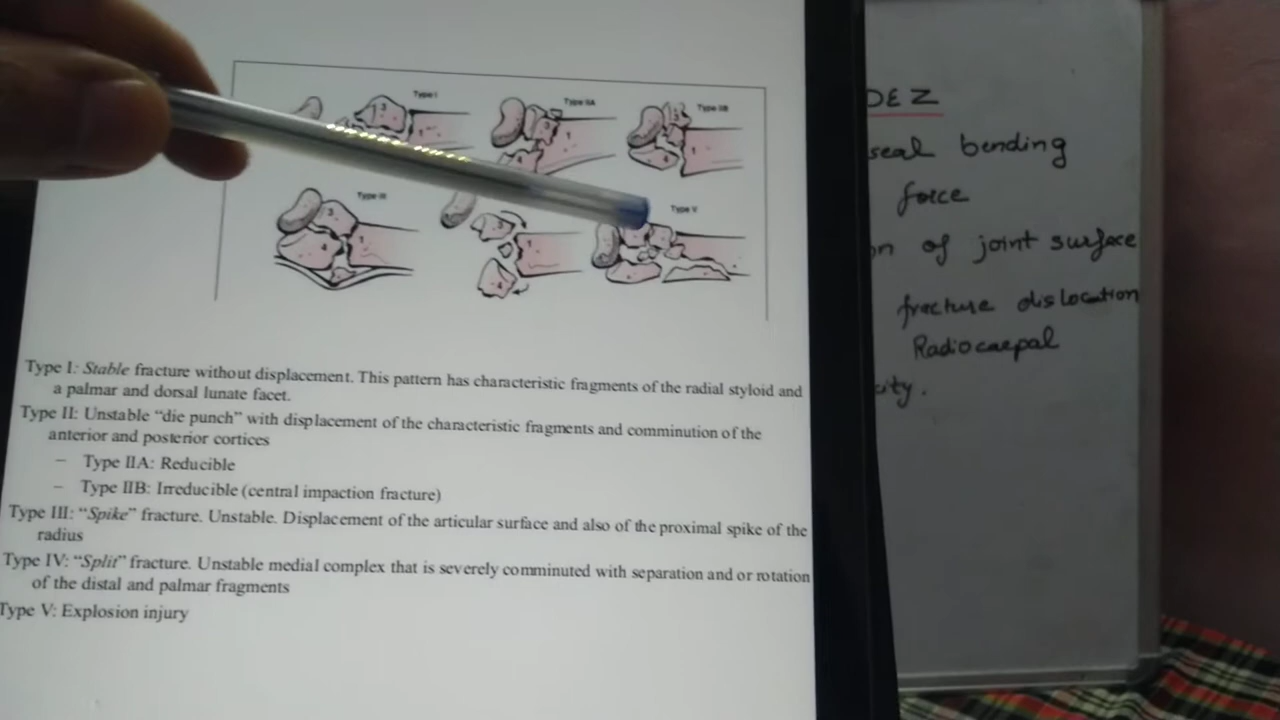 Type I
Type IIA
Type IIB
Type III
Type V
Type I: Stable fracture without displacement. This pattern has characteristic fragments of the radial styloid and
a palmar and dorsal lunate facet.
Type II: Unstable “die punch” with displacement of the characteristic fragments and comminution of the
anterior and posterior cortices
– Type IIA: Reducible
– Type IIB: Irreducible (central impaction fracture)
Type III: “Spike” fracture. Unstable. Displacement of the articular surface and also of the proximal spike of the
radius
Type IV: “Split” fracture. Unstable medial complex that is severely comminuted with separation and or rotation
of the distal and palmar fragments
Type V: Explosion injury
DEZ
seal bending
force
on of joint surface
fracture dislocation
Radiocarpal
city.